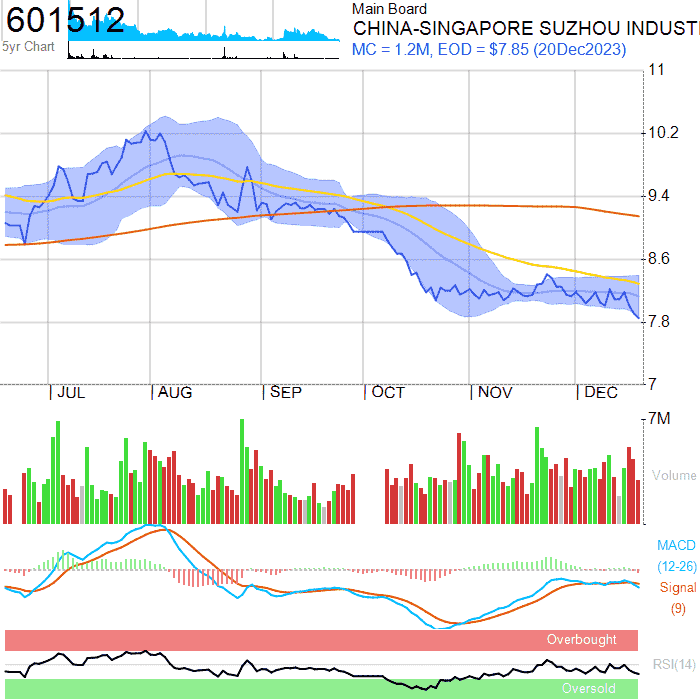 601512
5yr Chart
Main Board
CHINA-SINGAPORE SUZHOU INDUSTI
MC = 1.2M, EOD = $7.85 (20Dec2023)
11
10.2
9.4
8.6
7.8
7
JUL AUG SEP OCT NOV DEC
7M
Volume
MACD
(12-26)
Signal
(9)
Overbought
RSI(14)
Oversold